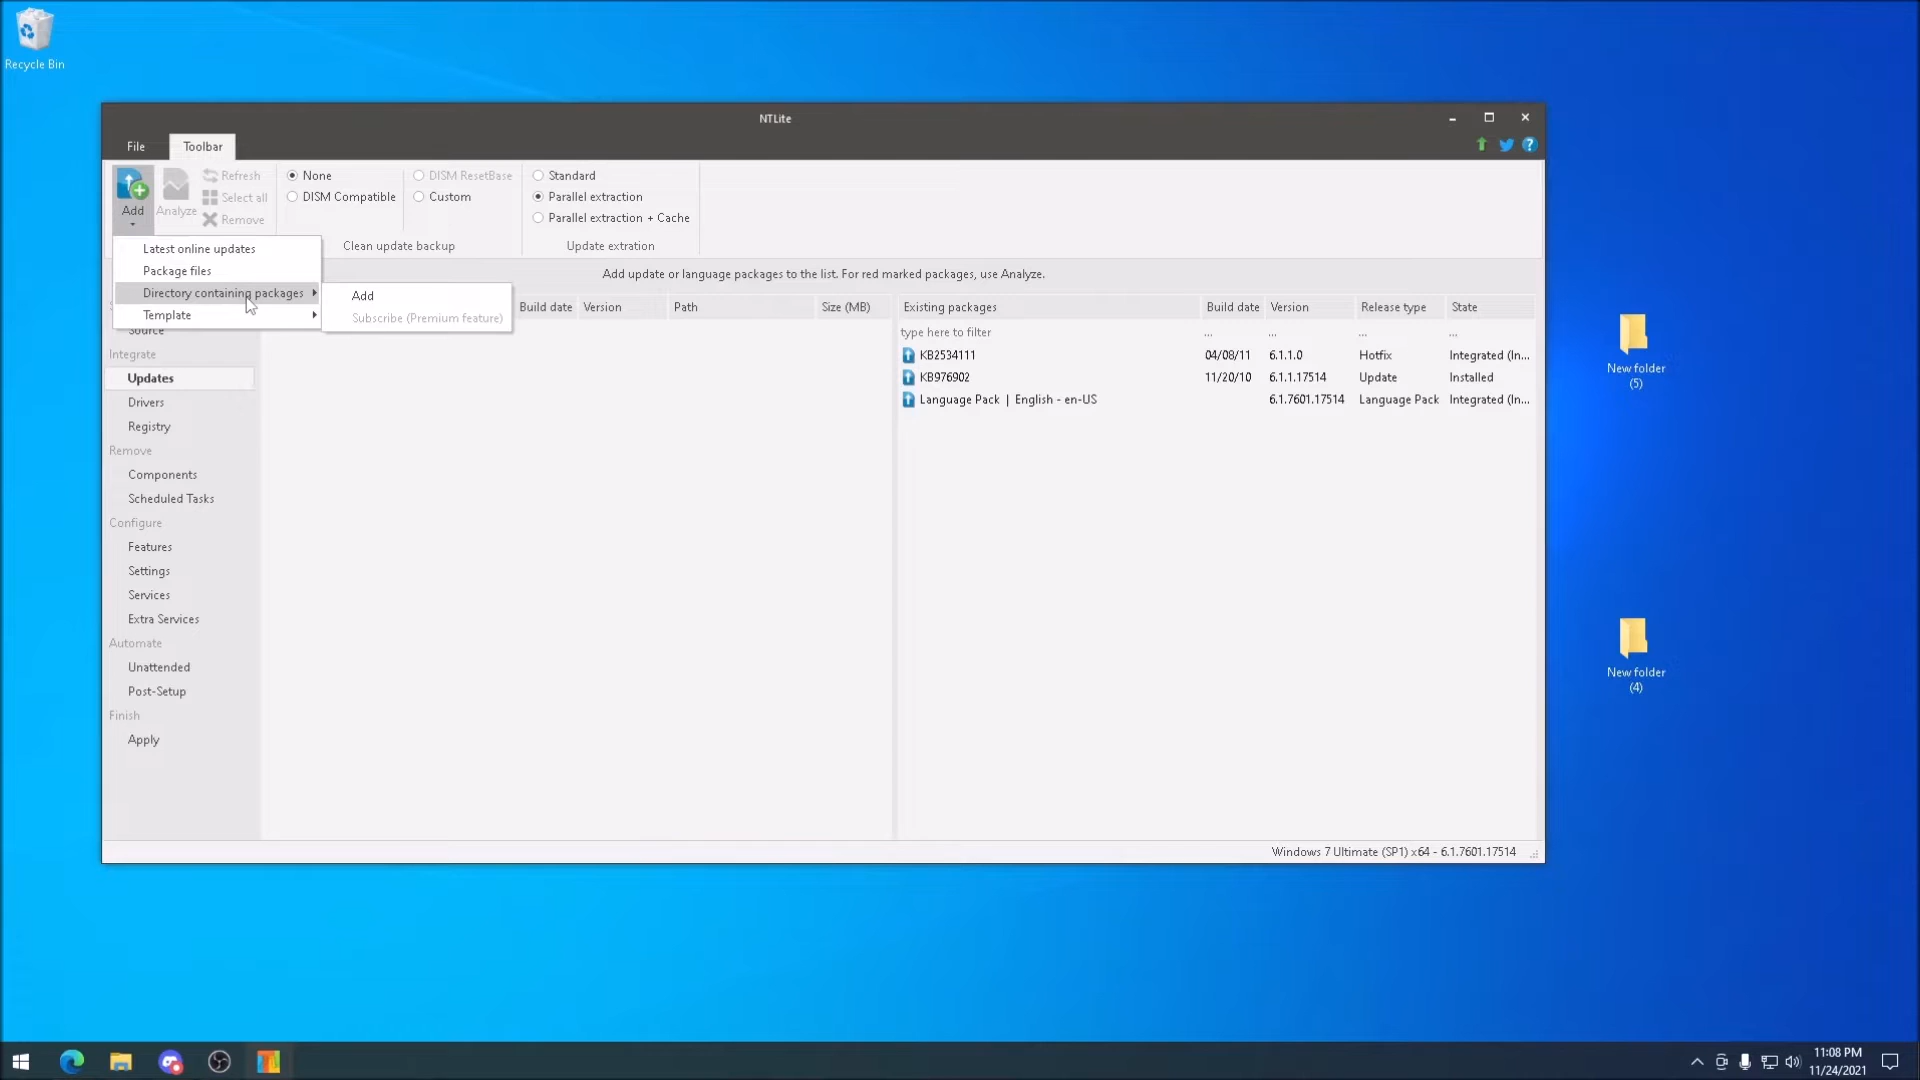 Recycle Bin
NTLite
File
Toolbar
Add
Analyze
Refresh
Select all
Remove
None
DISM Compatible
DISM ResetBase
Custom
Clean update backup
Standard
Parallel extraction
Parallel extraction + Cache
Update extration
Latest online updates
Package files
Directory containing packages
Template
Add
Subscribe (Premium feature)
Add update or language packages to the list. For red marked packages, use Analyze.
Build date
Version
Path
Size (MB)
Existing packages
Build date
Version
Release type
State
type here to filter
...
...
...
...
KB2534111
04/08/11
6.1.1.0
Hotfix
Integrated (In...
KB976902
11/20/10
6.1.1.17514
Update
Installed
Language Pack | English - en-US
6.1.7601.17514
Language Pack
Integrated (In...
Source
Integrate
Updates
Drivers
Registry
Remove
Components
Scheduled Tasks
Configure
Features
Settings
Services
Extra Services
Automate
Unattended
Post-Setup
Finish
Apply
Windows 7 Ultimate (SP1) x64 - 6.1.7601.17514
New folder
(5)
New folder
(4)
11:08 PM
11/24/2021